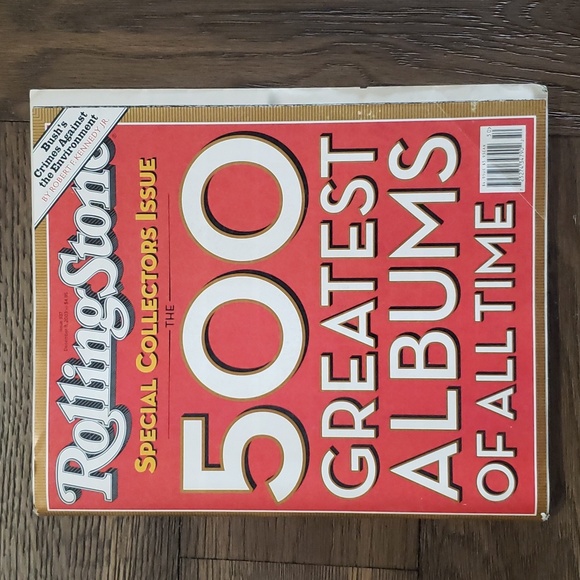 Bush's
Crimes Against
the Environment
BY ROBERT F. KENNEDY JR.
RollingStone
SPECIAL COLLECTORS ISSUE
THE
500
GREATEST
ALBUMS
OF ALL TIME